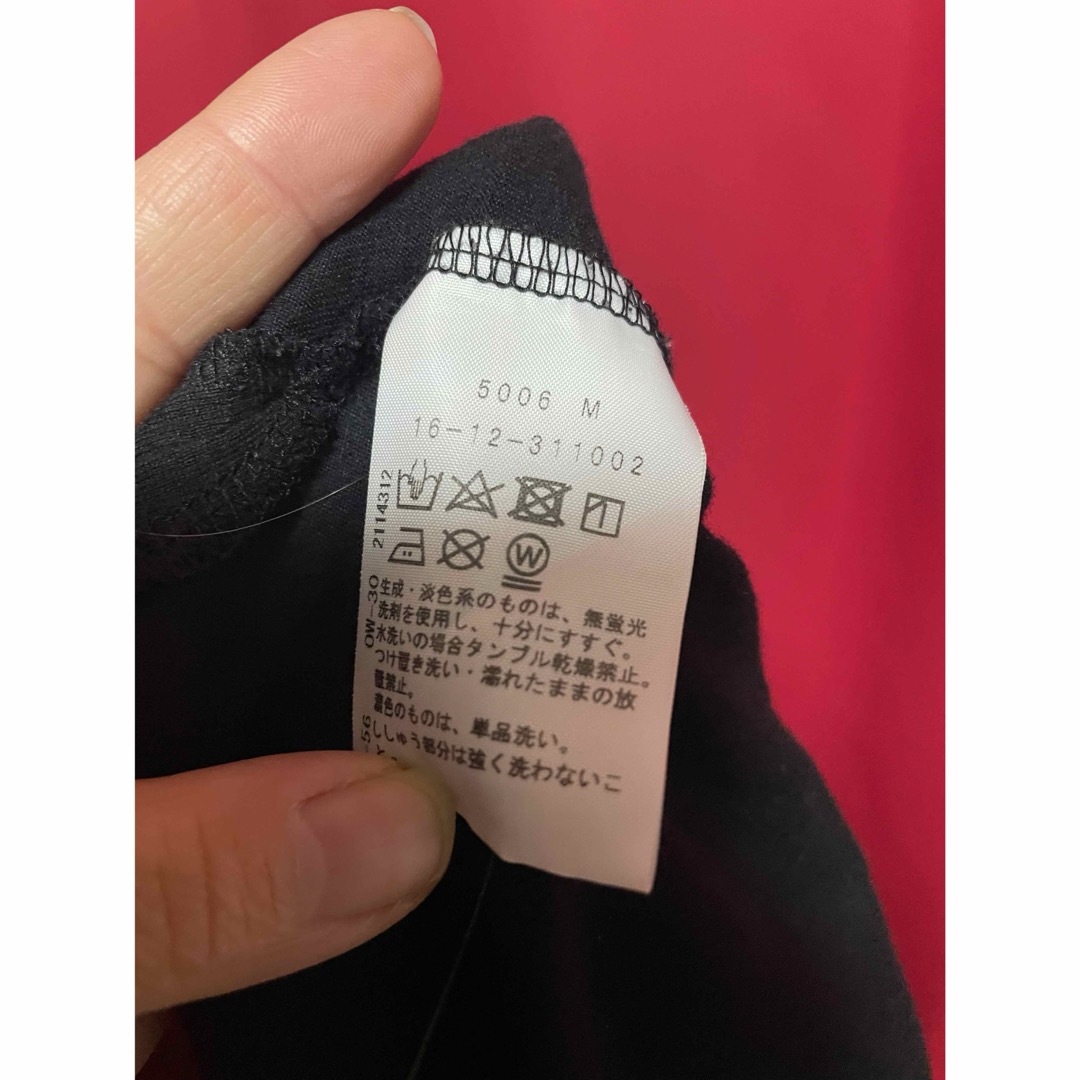 5006 M
16-12-311002
W
生成・淡色系のものは、無蛍光
洗剤を使用し、十分にすすぐ。
水洗いの場合タンブル乾燥禁止。
つけ置き洗い・濡れたままの放
置禁止。
濃色のものは、単品洗い。
ししゅう部分は強く洗わないこ
2114312
OW-30
56